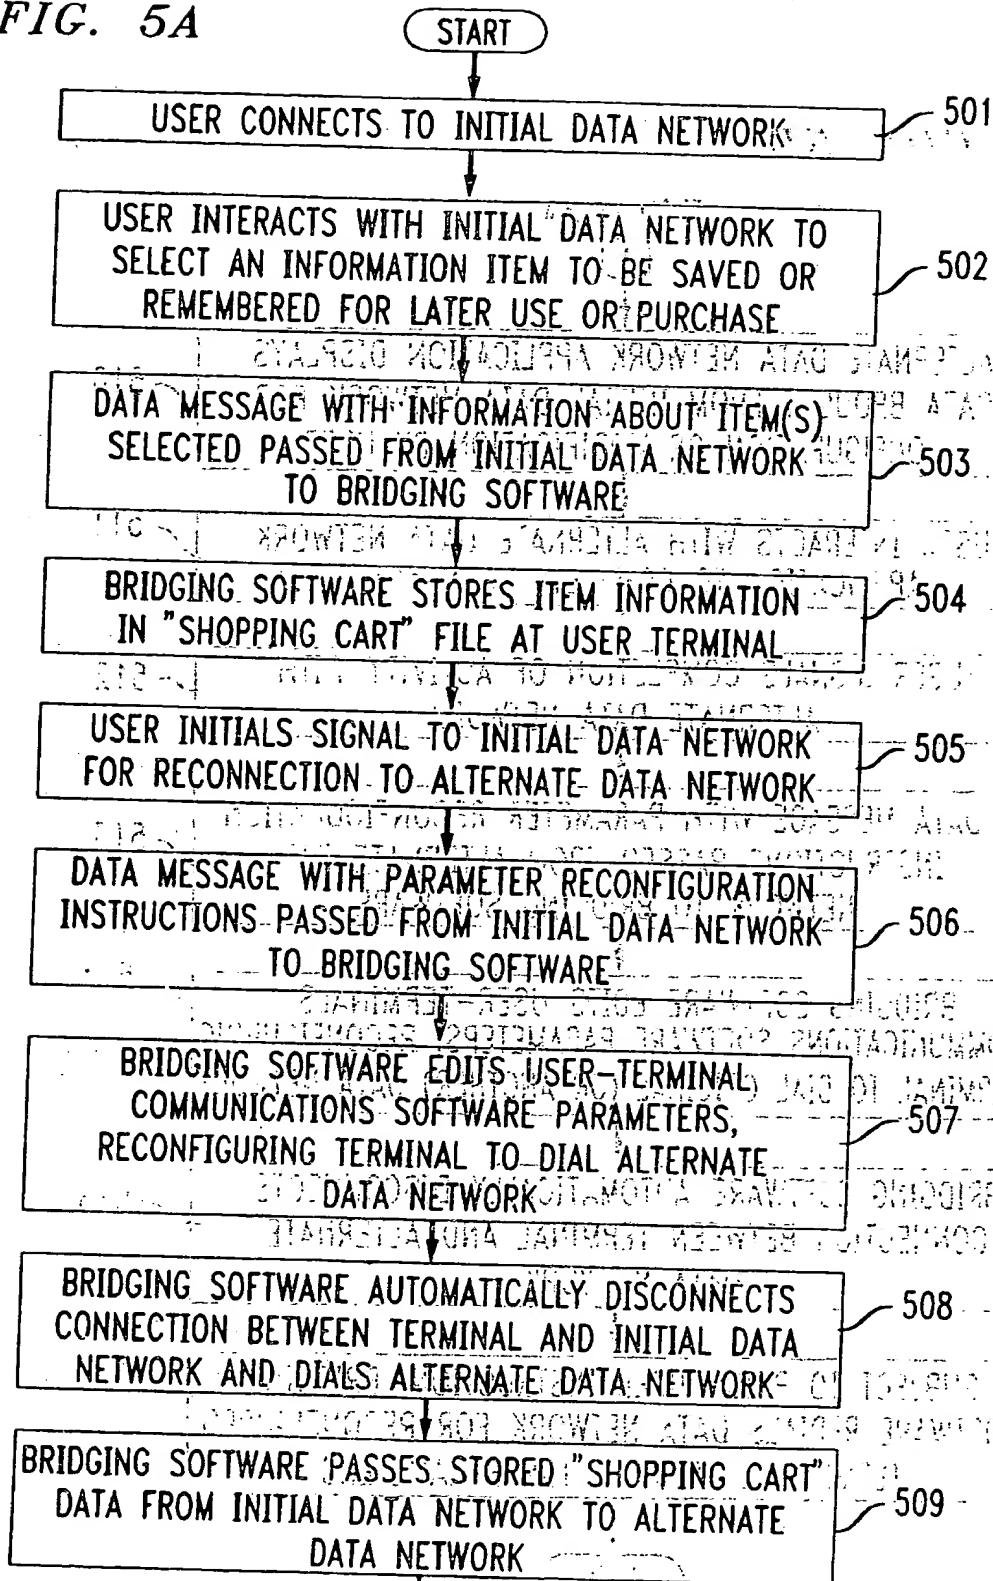 FIG. 5A
START
USER CONNECTS TO INITIAL DATA NETWORK
501
USER INTERACTS WITH INITIAL DATA NETWORK TO
SELECT AN INFORMATION ITEM TO BE SAVED OR
REMEMBERED FOR LATER USE OR PURCHASE
502
DATA MESSAGE WITH INFORMATION ABOUT ITEM(S)
SELECTED PASSED FROM INITIAL DATA NETWORK
TO BRIDGING SOFTWARE
503
BRIDGING SOFTWARE STORES ITEM INFORMATION
IN "SHOPPING CART" FILE AT USER TERMINAL
504
USER INITIALS SIGNAL TO INITIAL DATA NETWORK
FOR RECONNECTION TO ALTERNATE DATA NETWORK
505
DATA MESSAGE WITH PARAMETER RECONFIGURATION
INSTRUCTIONS PASSED FROM INITIAL DATA NETWORK
TO BRIDGING SOFTWARE
506
BRIDGING SOFTWARE EDITS USER-TERMINAL
COMMUNICATIONS SOFTWARE PARAMETERS,
RECONFIGURING TERMINAL TO DIAL ALTERNATE
DATA NETWORK
507
BRIDGING SOFTWARE AUTOMATICALLY DISCONNECTS
CONNECTION BETWEEN TERMINAL AND INITIAL DATA
NETWORK AND DIALS ALTERNATE DATA NETWORK
508
BRIDGING SOFTWARE PASSES STORED "SHOPPING CART"
DATA FROM INITIAL DATA NETWORK TO ALTERNATE
DATA NETWORK
509